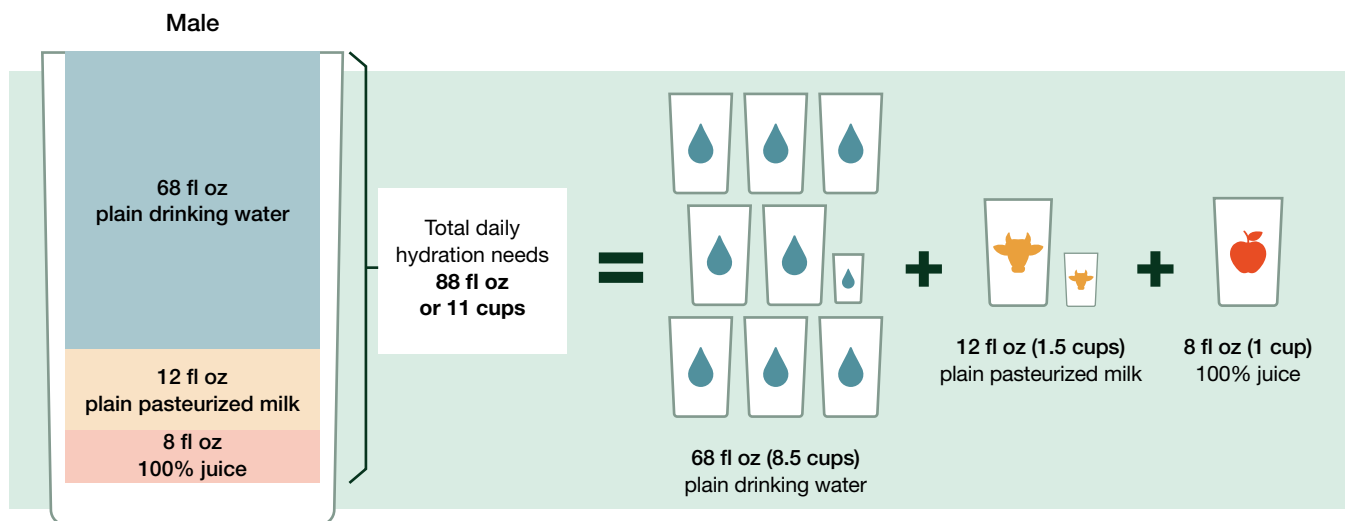 Male
68 fl oz
plain drinking water
12 fl oz
plain pasteurized milk
8 fl oz
100% juice
Total daily
hydration needs
88 fl oz
or 11 cups
=
68 fl oz (8.5 cups)
plain drinking water
+
12 fl oz (1.5 cups)
plain pasteurized milk
+
8 fl oz (1 cup)
100% juice